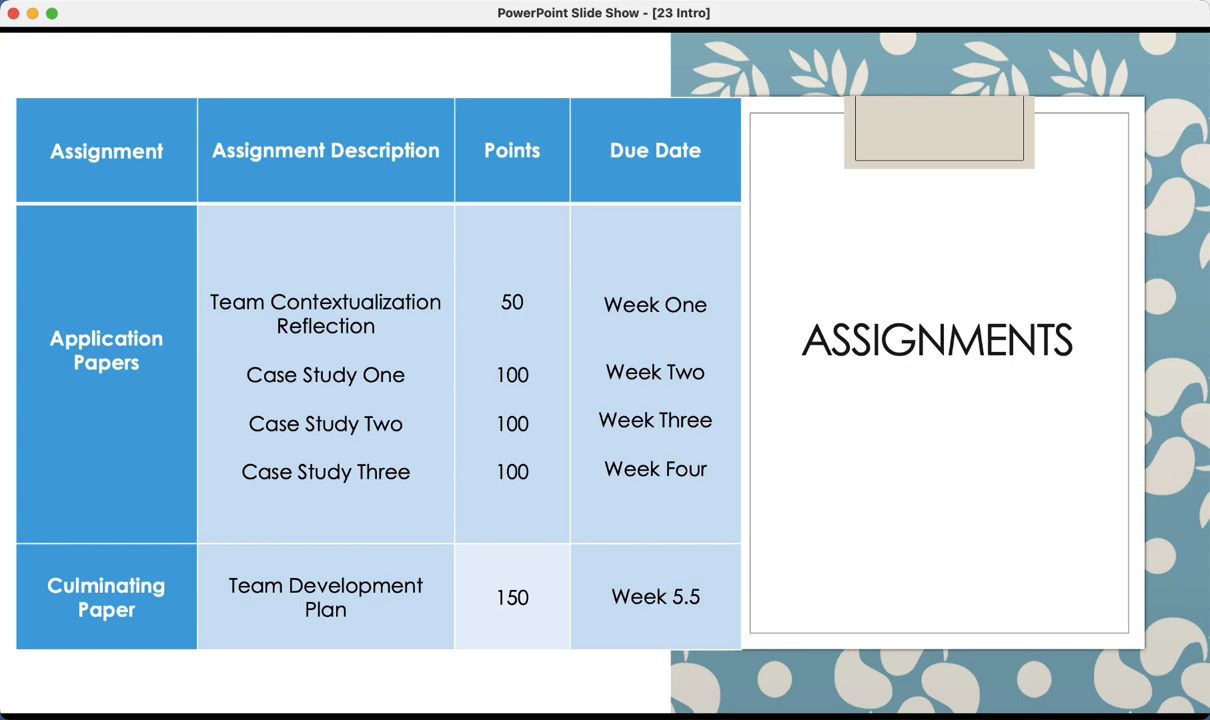 PowerPoint Slide Show - [23 Intro]
Assignment
Assignment Description
Points
Due Date
Application
Papers
Team Contextualization
Reflection
50
Week One
Case Study One
100
Week Two
Case Study Two
100
Week Three
Case Study Three
100
Week Four
Culminating
Paper
Team Development
Plan
150
Week 5.5
ASSIGNMENTS